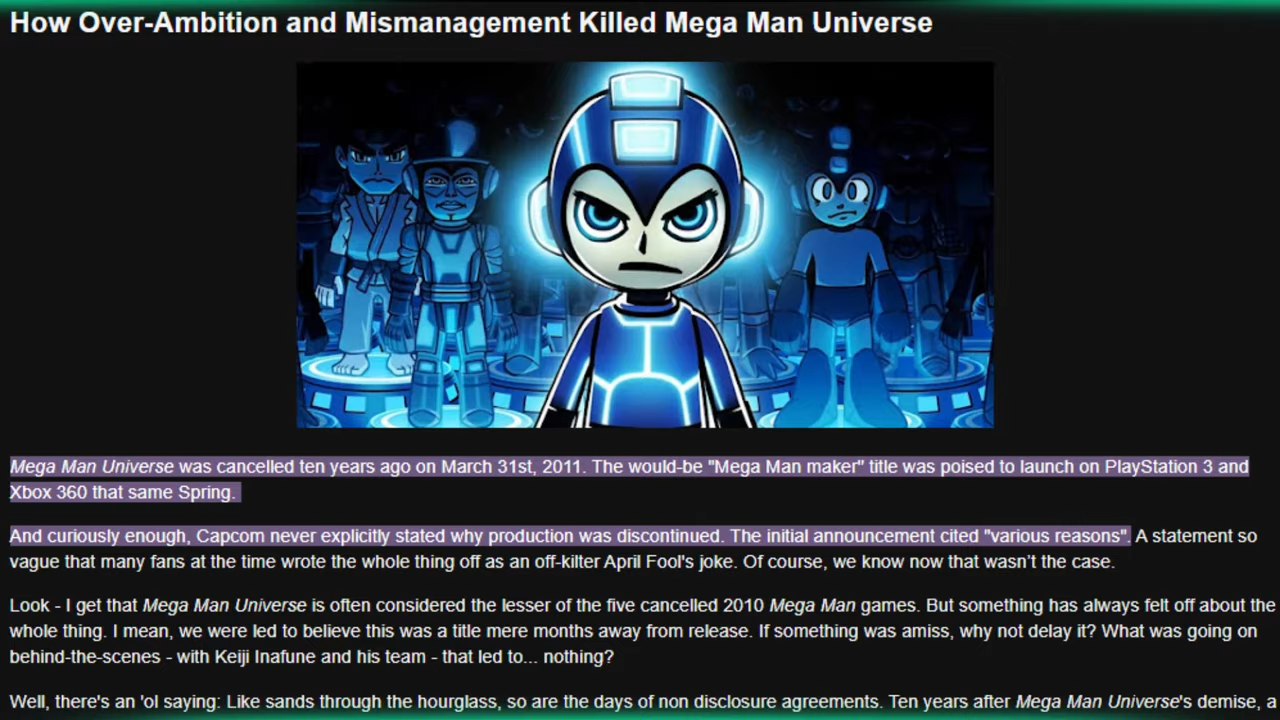 How Over-Ambition and Mismanagement Killed Mega Man Universe
Mega Man Universe was cancelled ten years ago on March 31st, 2011. The would-be "Mega Man maker" title was poised to launch on PlayStation 3 and
Xbox 360 that same Spring.
And curiously enough, Capcom never explicitly stated why production was discontinued. The initial announcement cited "various reasons". A statement so
vague that many fans at the time wrote the whole thing off as an off-kilter April Fool's joke. Of course, we know now that wasn’t the case.
Look - I get that Mega Man Universe is often considered the lesser of the five cancelled 2010 Mega Man games. But something has always felt off about the
whole thing. I mean, we were led to believe this was a title mere months away from release. If something was amiss, why not delay it? What was going on
behind-the-scenes - with Keiji Inafune and his team - that led to... nothing?
Well, there's an 'ol saying: Like sands through the hourglass, so are the days of non disclosure agreements. Ten years after Mega Man Universe's demise, a